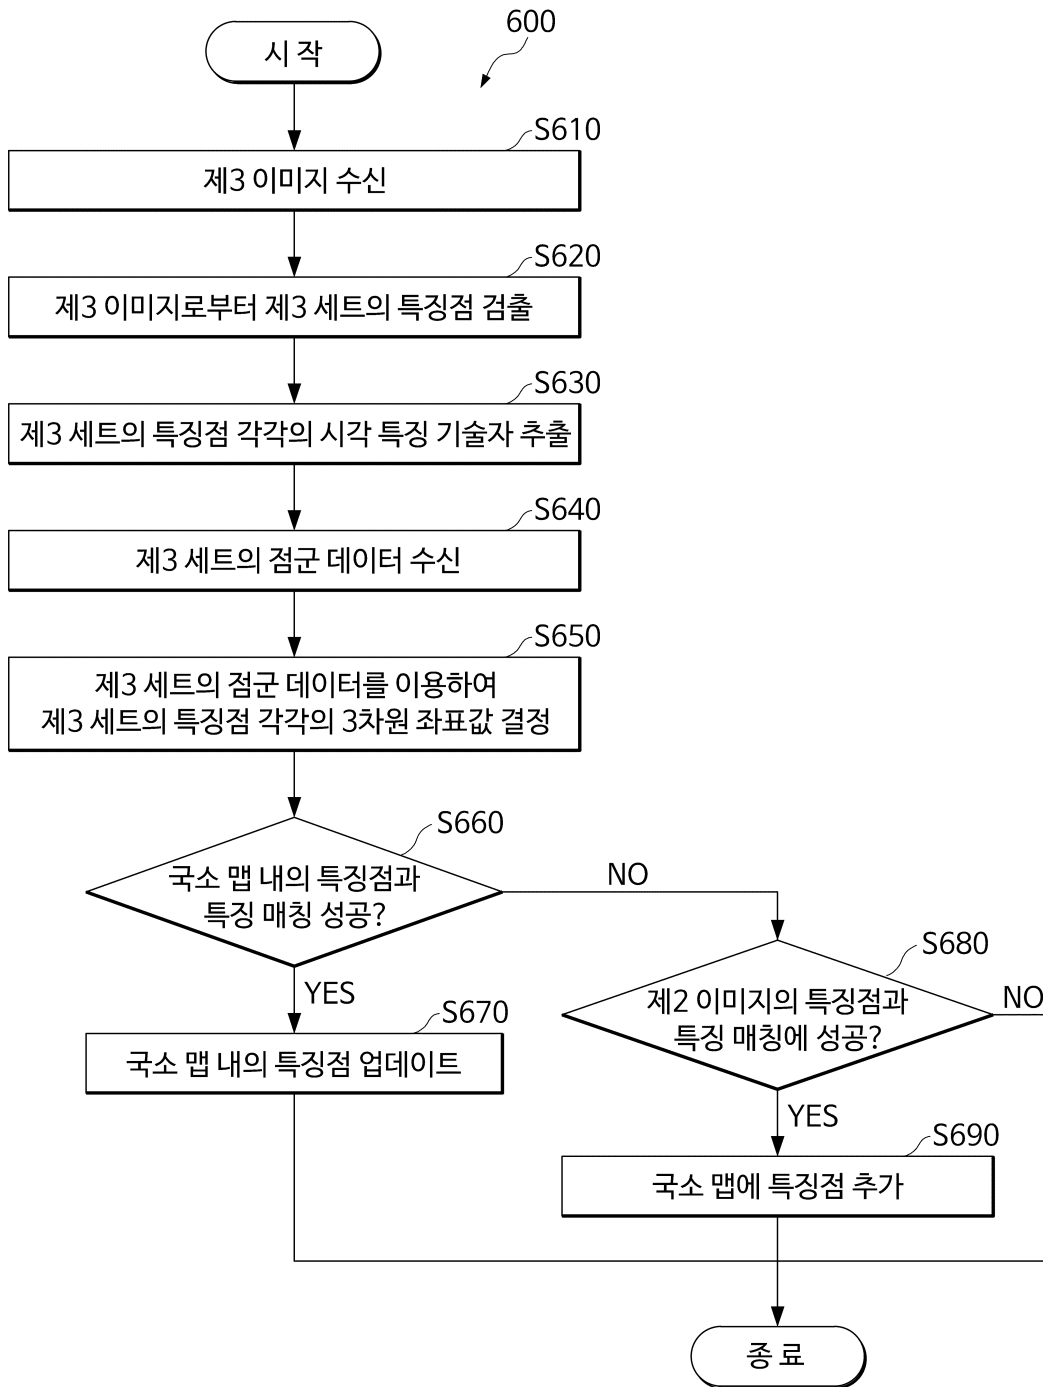 600
시 작
S610
제3 이미지 수신
S620
제3 이미지로부터 제3 세트의 특징점 검출
S630
제3 세트의 특징점 각각의 시각 특징 기술자 추출
S640
제3 세트의 점군 데이터 수신
S650
제3 세트의 점군 데이터를 이용하여
제3 세트의 특징점 각각의 3차원 좌표값 결정
S660
국소 맵 내의 특징점과
특징 매칭 성공?
NO
YES
S670
국소 맵 내의 특징점 업데이트
S680
제2 이미지의 특징점과
특징 매칭에 성공?
NO
YES
S690
국소 맵에 특징점 추가
종 료